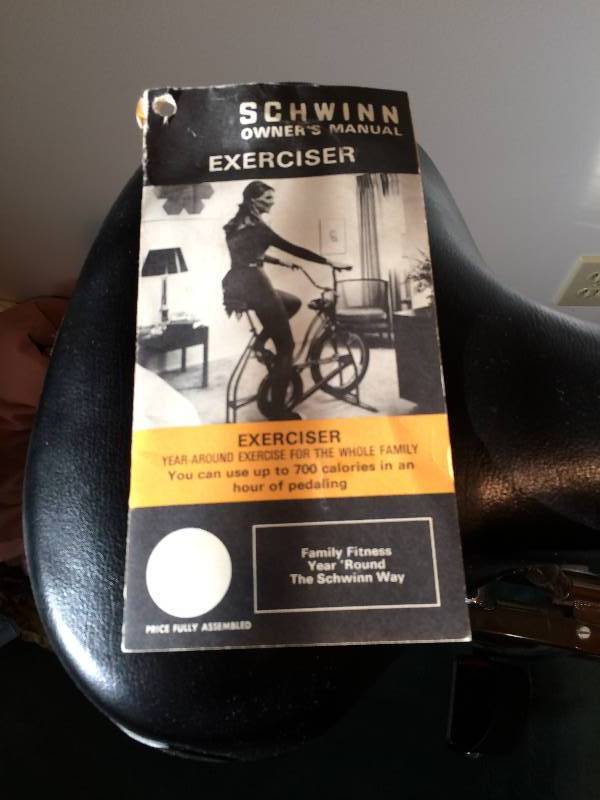 SCHWINN
OWNER'S MANUAL
EXERCISER
EXERCISER
YEAR-AROUND EXERCISE FOR THE WHOLE FAMILY
You can use up to 700 calories in an
hour of pedaling
Family Fitness
Year 'Round
The Schwinn Way
PRICE FULLY ASSEMBLED